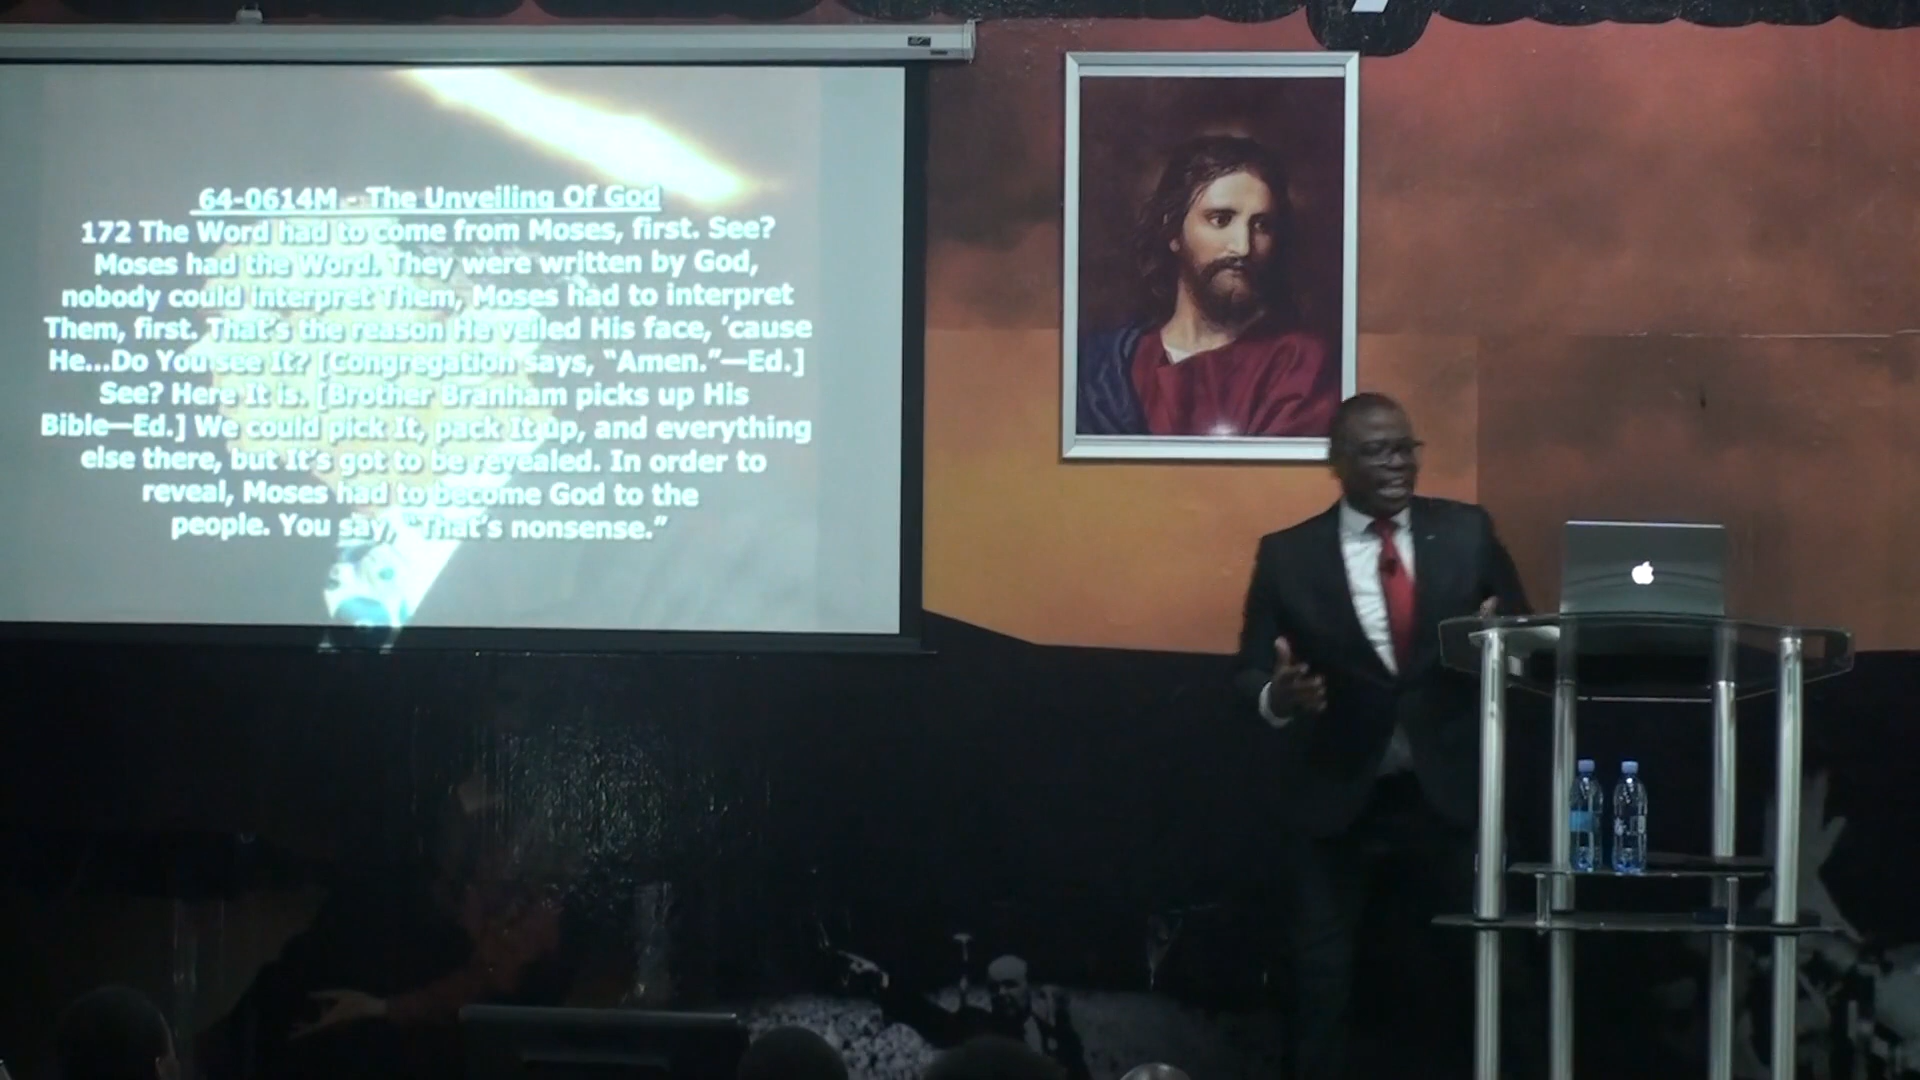 64-0614M - The Unveiling Of God
172 The Word had to come from Moses, first. See?
Moses had the Word. They were written by God,
nobody could interpret Them, Moses had to interpret
Them, first. That's the reason He veiled His face, 'cause
He...Do You see It? [Congregation says, “Amen.”—Ed.]
See? Here It is. [Brother Branham picks up His
Bible—Ed.] We could pick It, pack It up, and everything
else there, but It's got to be revealed. In order to
reveal, Moses had to become God to the
people. You say, “That's nonsense.”